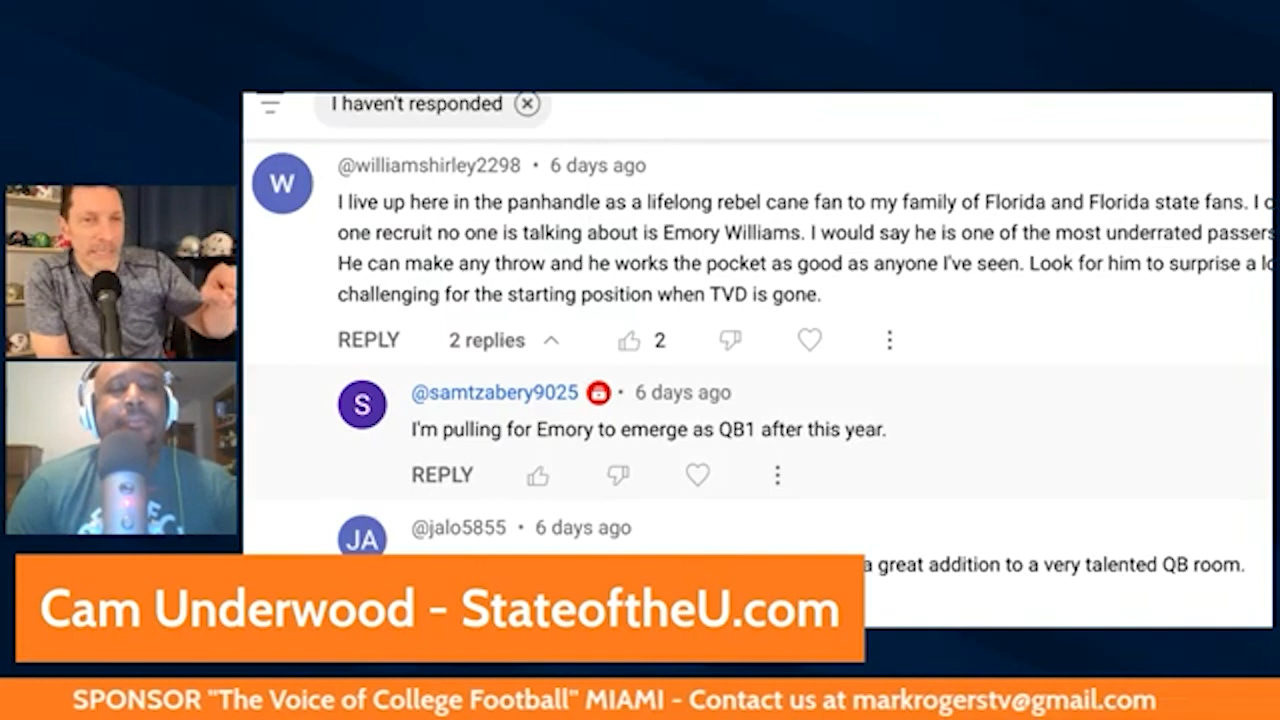 I haven't responded
W
@williamshirley2298 • 6 days ago
I live up here in the panhandle as a lifelong rebel cane fan to my family of Florida and Florida state fans. I
one recruit no one is talking about is Emory Williams. I would say he is one of the most underrated passers
He can make any throw and he works the pocket as good as anyone I've seen. Look for him to surprise a
challenging for the starting position when TVD is gone.
REPLY 2 replies 2
S
@samtzabery9025 • 6 days ago
I'm pulling for Emory to emerge as QB1 after this year.
REPLY
JA
@jalo5855 • 6 days ago
a great addition to a very talented QB room.
Cam Underwood - StateoftheU.com
SPONSOR "The Voice of College Football" MIAMI - Contact us at markrogerstv@gmail.com